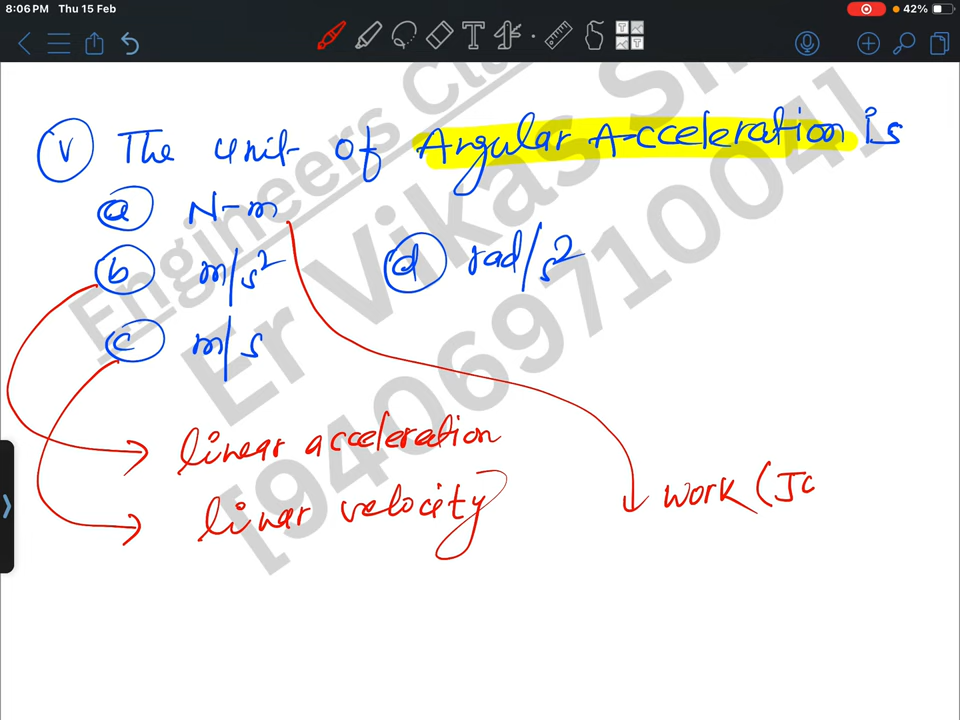 8:06 PM Thu 15 Feb
42%
v The unit of Angular Acceleration is
a N-m
b m/s²
d rad/s²
c m/s
linear acceleration
linear velocity
work (Jo
Engineers Cla
Er Vikas Sh
[9406971004]